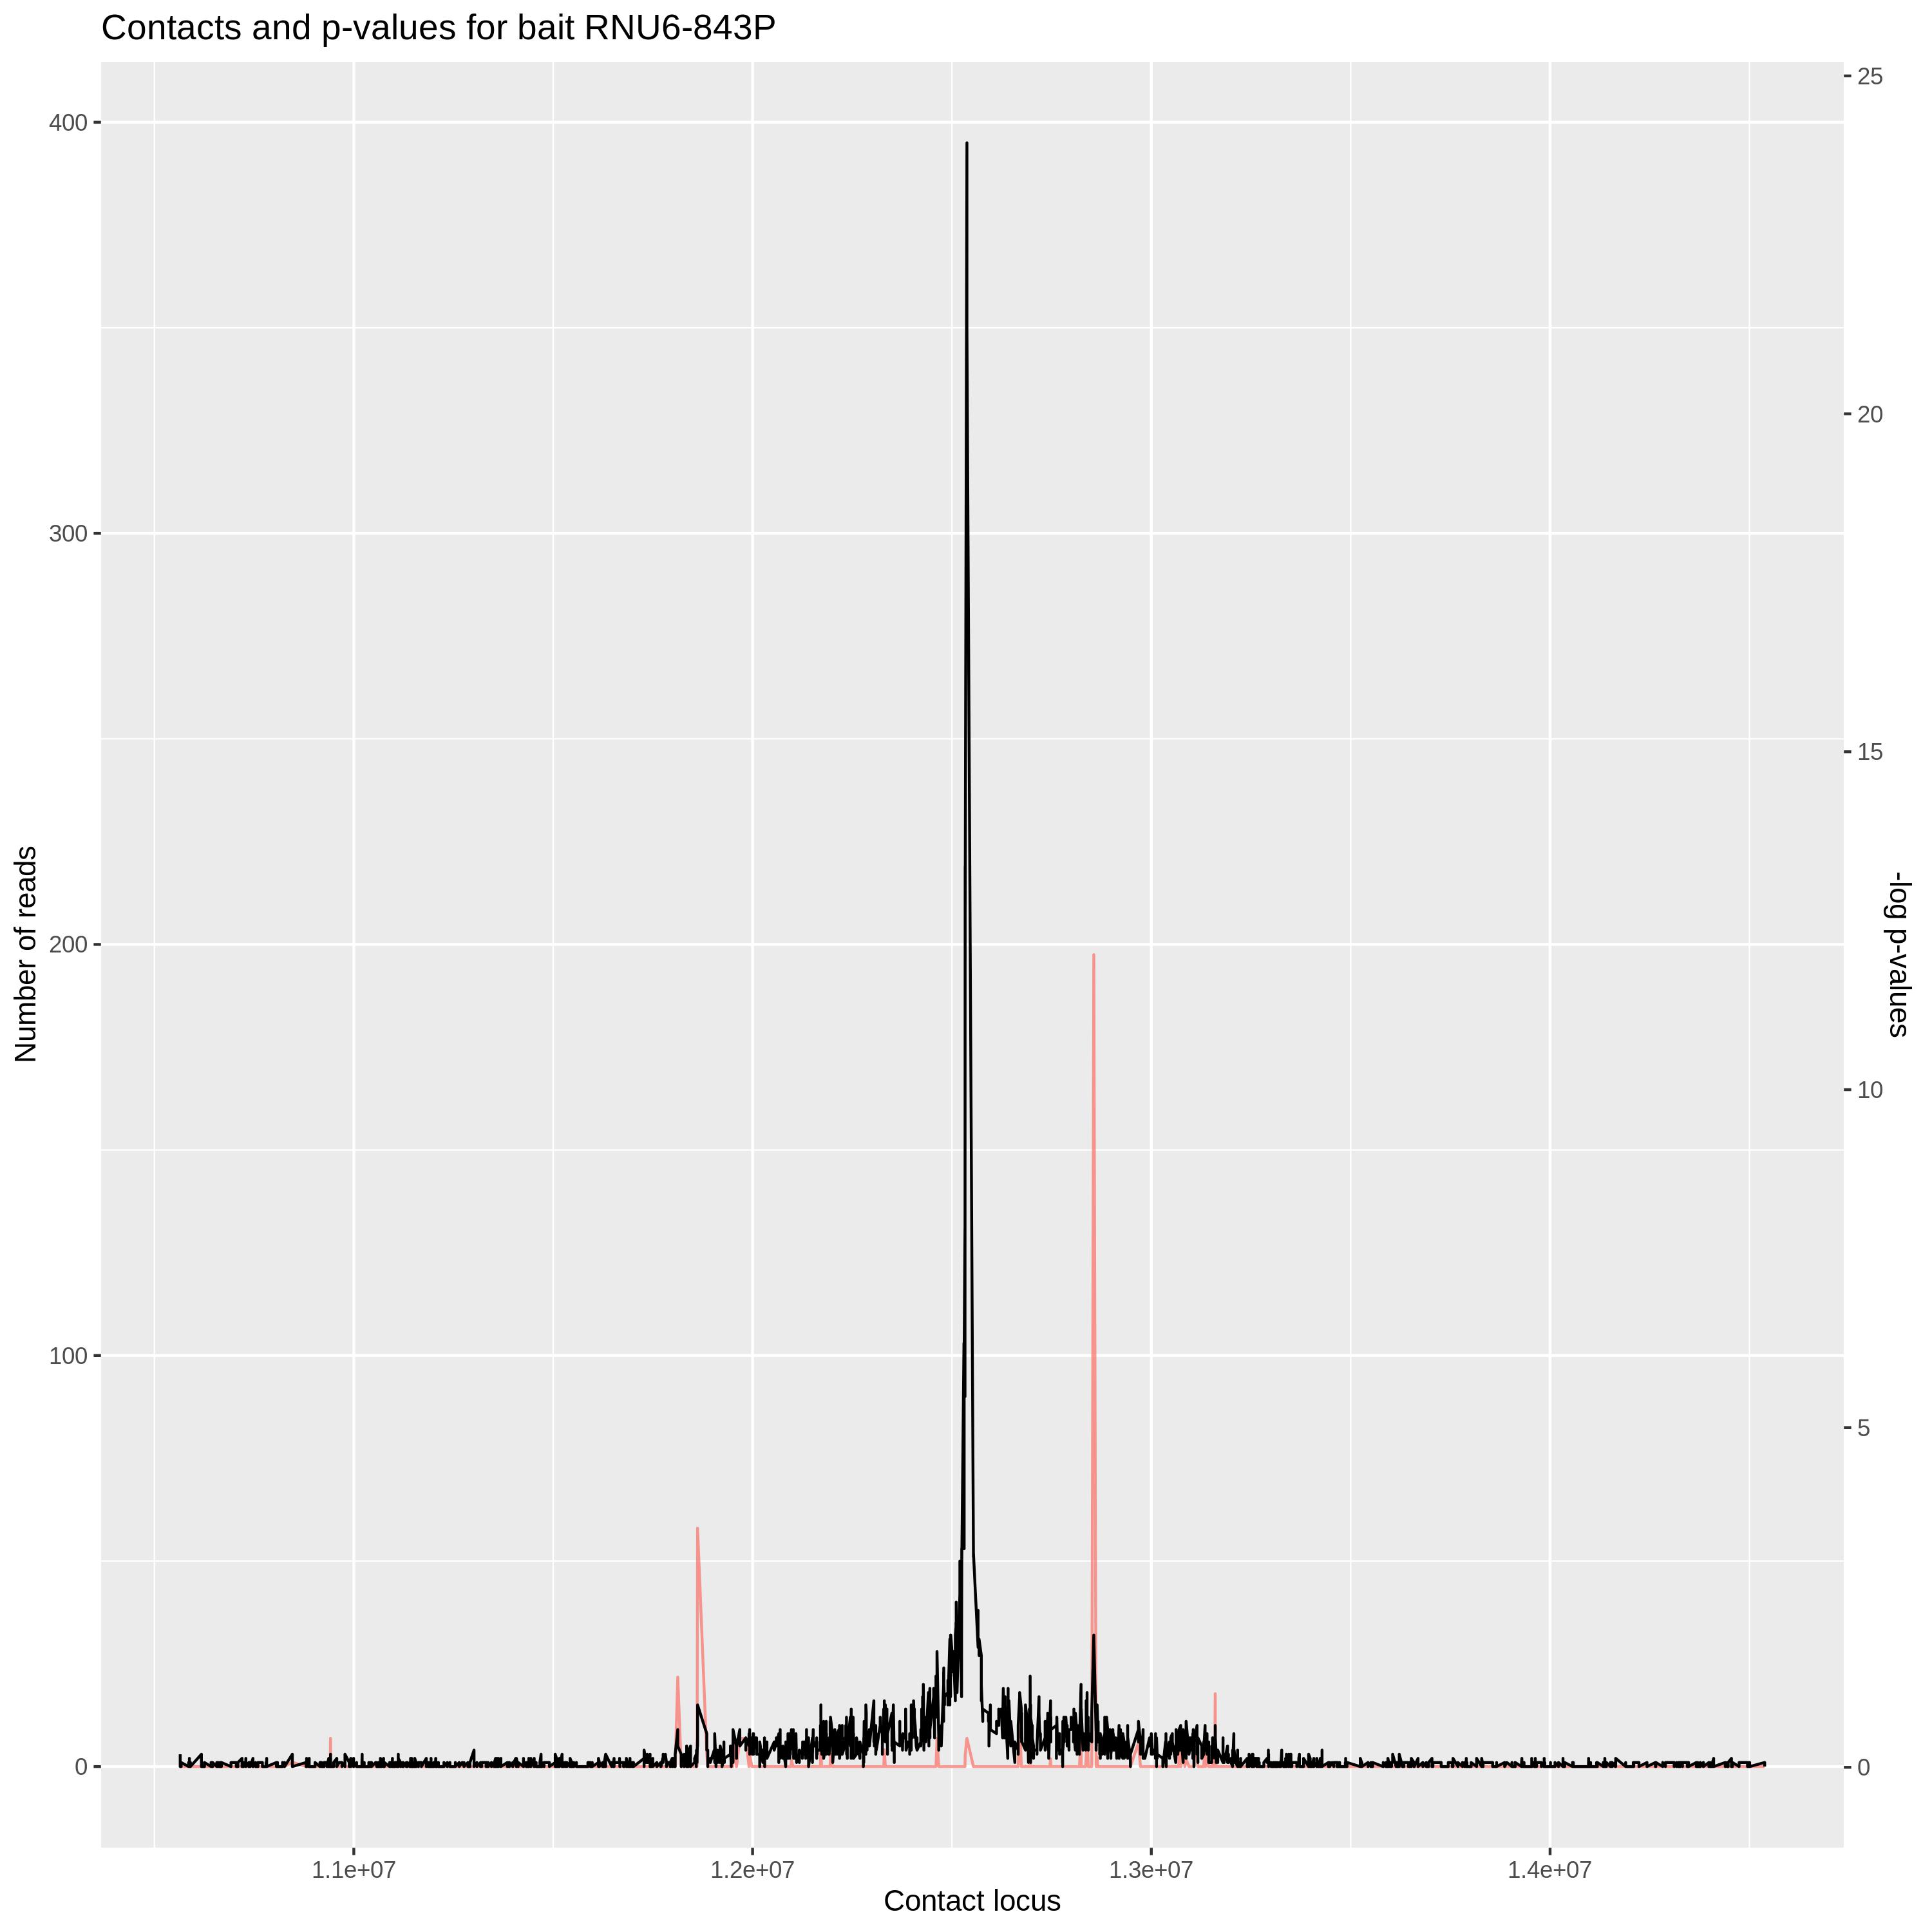 Contacts and p-values for bait RNU6-843P
400
300
200
100
0
Number of reads
25
20
15
10
5
0
-log p-values
1.1e+07
1.2e+07
1.3e+07
1.4e+07
Contact locus